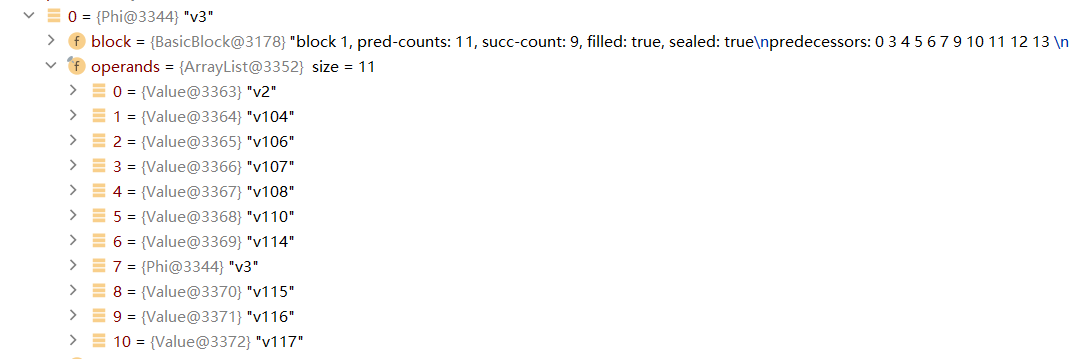 0 = {Phi@3344} "v3"
f block = {BasicBlock@3178} "block 1, pred-counts: 11, succ-count: 9, filled: true, sealed: true\npredecessors: 0 3 4 5 6 7 9 10 11 12 13 \n
f operands = {ArrayList@3352} size = 11
0 = {Value@3363} "v2"
1 = {Value@3364} "v104"
2 = {Value@3365} "v106"
3 = {Value@3366} "v107"
4 = {Value@3367} "v108"
5 = {Value@3368} "v110"
6 = {Value@3369} "v114"
7 = {Phi@3344} "v3"
8 = {Value@3370} "v115"
9 = {Value@3371} "v116"
10 = {Value@3372} "v117"